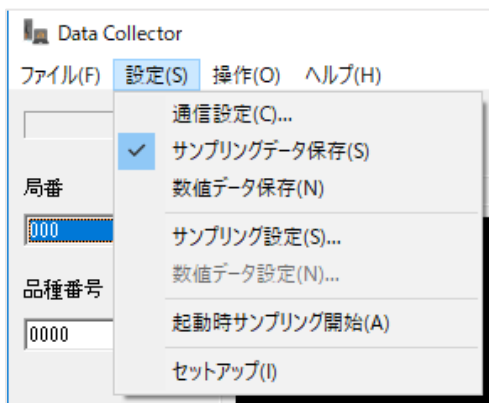 Data Collector
ファイル(F) 設定(S) 操作(O) ヘルプ(H)
通信設定(C)...
サンプリングデータ保存(S)
局番
数値データ保存(N)
000
サンプリング設定(S)...
数値データ設定(N)...
品種番号
0000
起動時サンプリング開始(A)
セットアップ(I)